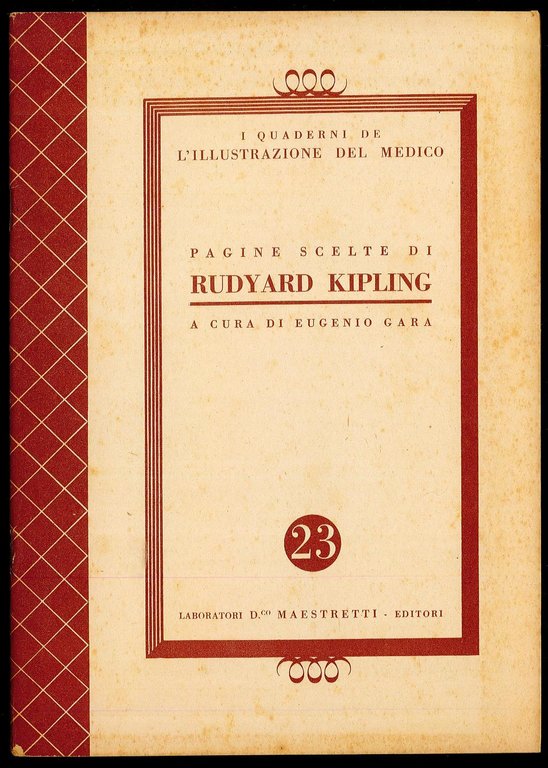 I QUADERNI DE
L'ILLUSTRAZIONE DEL MEDICO
PAGINE SCELTE DI
RUDYARD KIPLING
A CURA DI EUGENIO GARA
23
LABORATORI D.CO MAESTRETTI - EDITORI